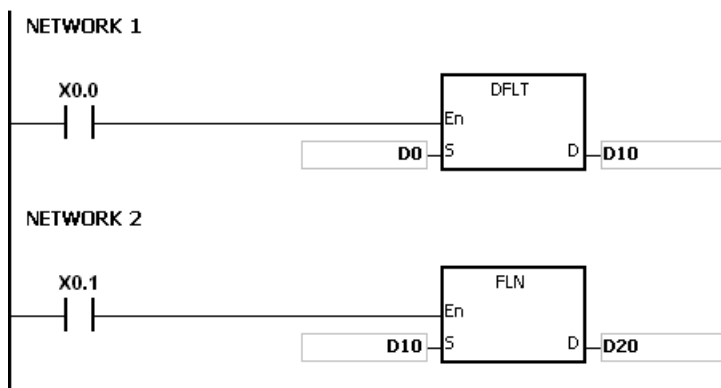 NETWORK 1
X0.0
DFLT
En
D0 S D D10
NETWORK 2
X0.1
FLN
En
D10 S D D20